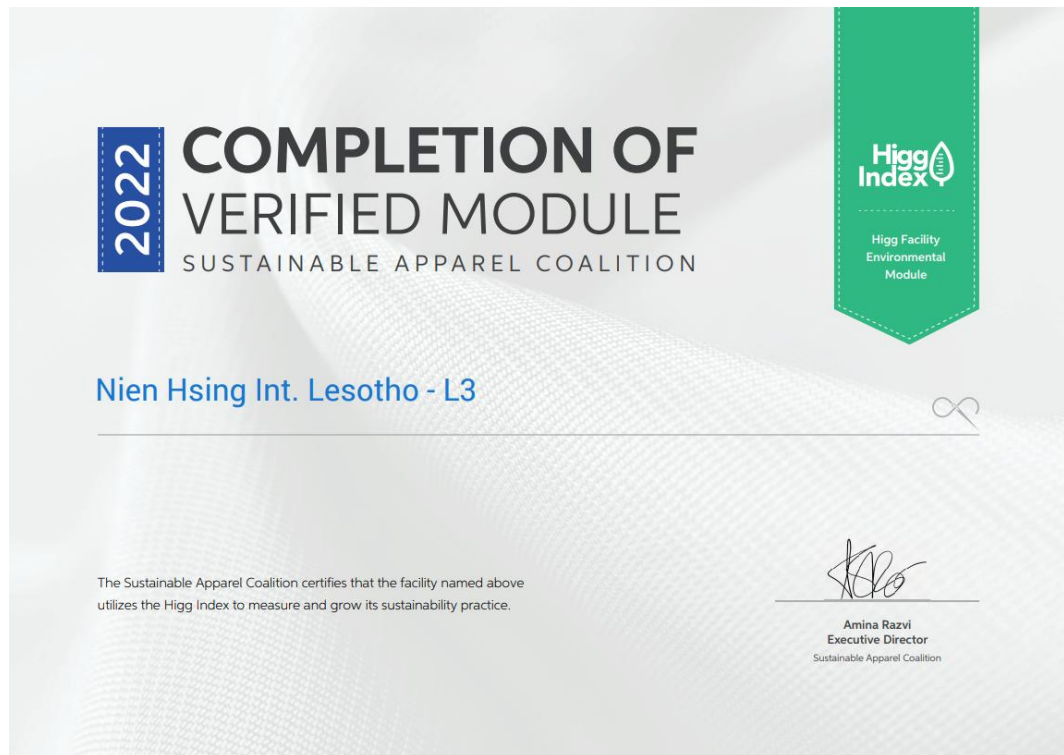 2022
COMPLETION OF
VERIFIED MODULE
SUSTAINABLE APPAREL COALITION
Higg
Index
Higg Facility
Environmental
Module
Nien Hsing Int. Lesotho - L3
The Sustainable Apparel Coalition certifies that the facility named above
utilizes the Higg Index to measure and grow its sustainability practice.
Amina Razvi
Executive Director
Sustainable Apparel Coalition